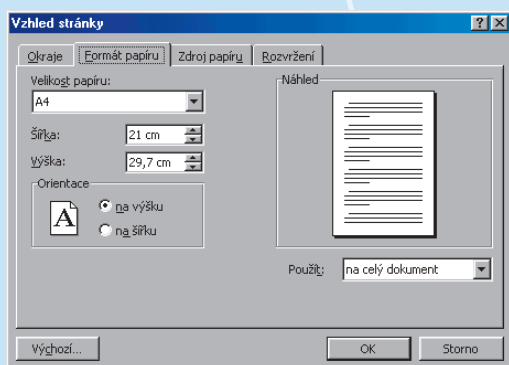 Vzhled stránky
Okraje Formát papíru Zdroj papíru Rozvržení
Velikost papíru:
A4
Šířka: 21 cm
Výška: 29,7 cm
Orientace
A
na výšku
na šířku
Náhled
Použít: na celý dokument
Výchozí... OK Storno